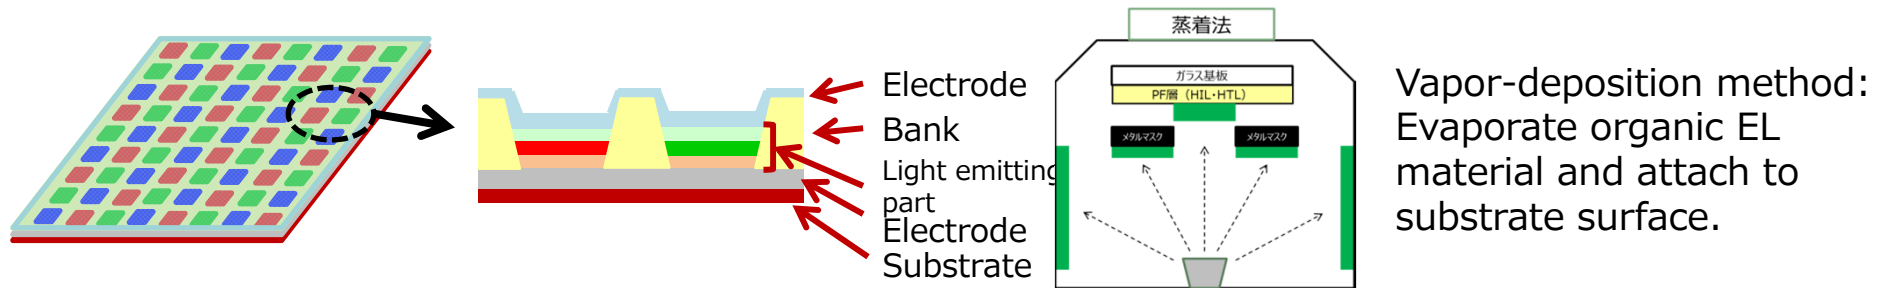 Electrode
Bank
Light emitting
part
Electrode
Substrate
蒸着法
ガラス基板
PF層（HIL・HTL）
メタルマスク
メタルマスク
Vapor-deposition method:
Evaporate organic EL
material and attach to
substrate surface.